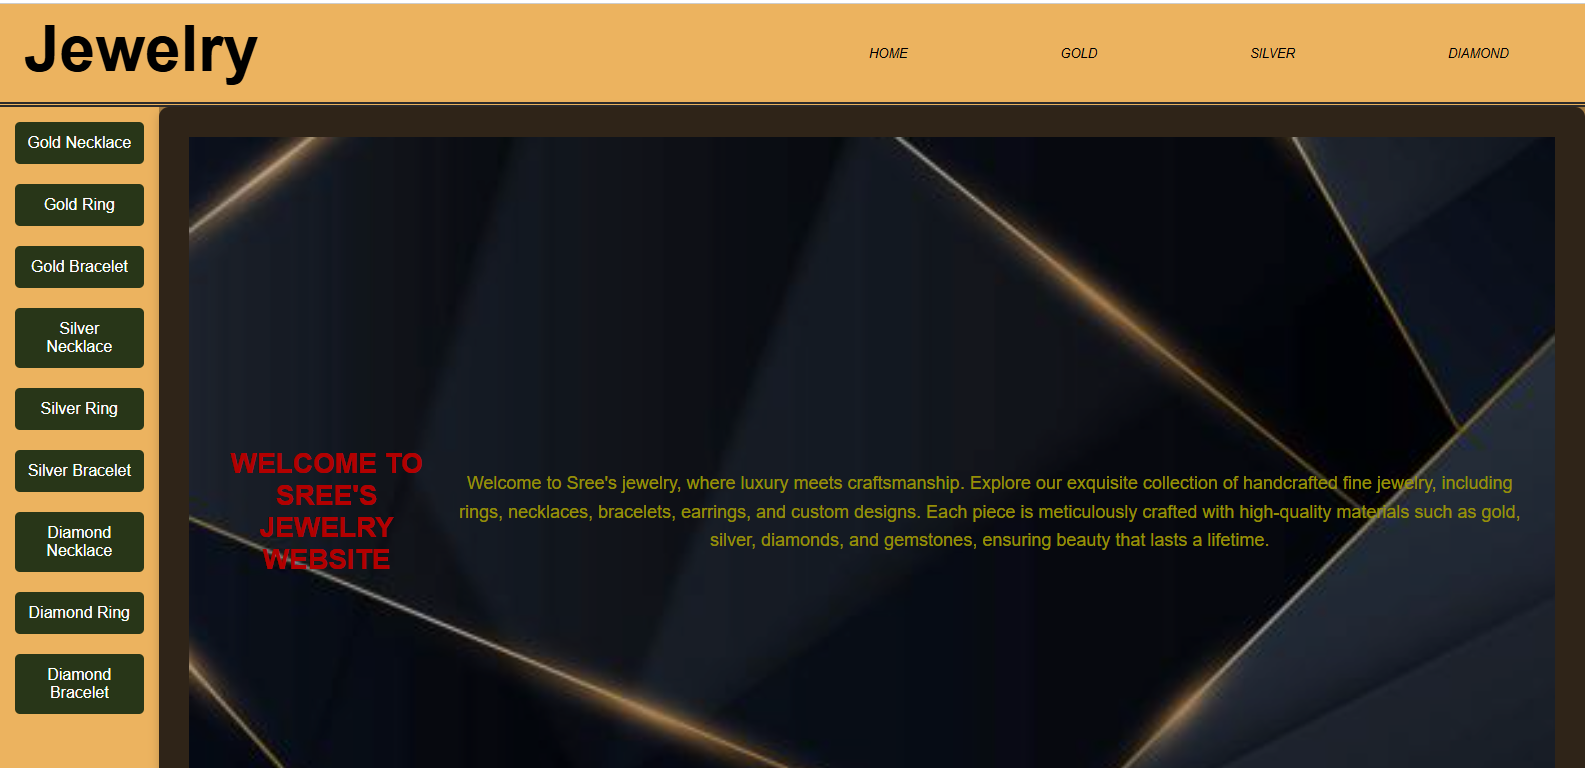 Jewelry
HOME
GOLD
SILVER
DIAMOND
Gold Necklace
Gold Ring
Gold Bracelet
Silver
Necklace
Silver Ring
Silver Bracelet
Diamond
Necklace
Diamond Ring
Diamond
Bracelet
WELCOME TO
SREE'S
JEWELRY
WEBSITE
Welcome to Sree's jewelry, where luxury meets craftsmanship. Explore our exquisite collection of handcrafted fine jewelry, including
rings, necklaces, bracelets, earrings, and custom designs. Each piece is meticulously crafted with high-quality materials such as gold,
silver, diamonds, and gemstones, ensuring beauty that lasts a lifetime.